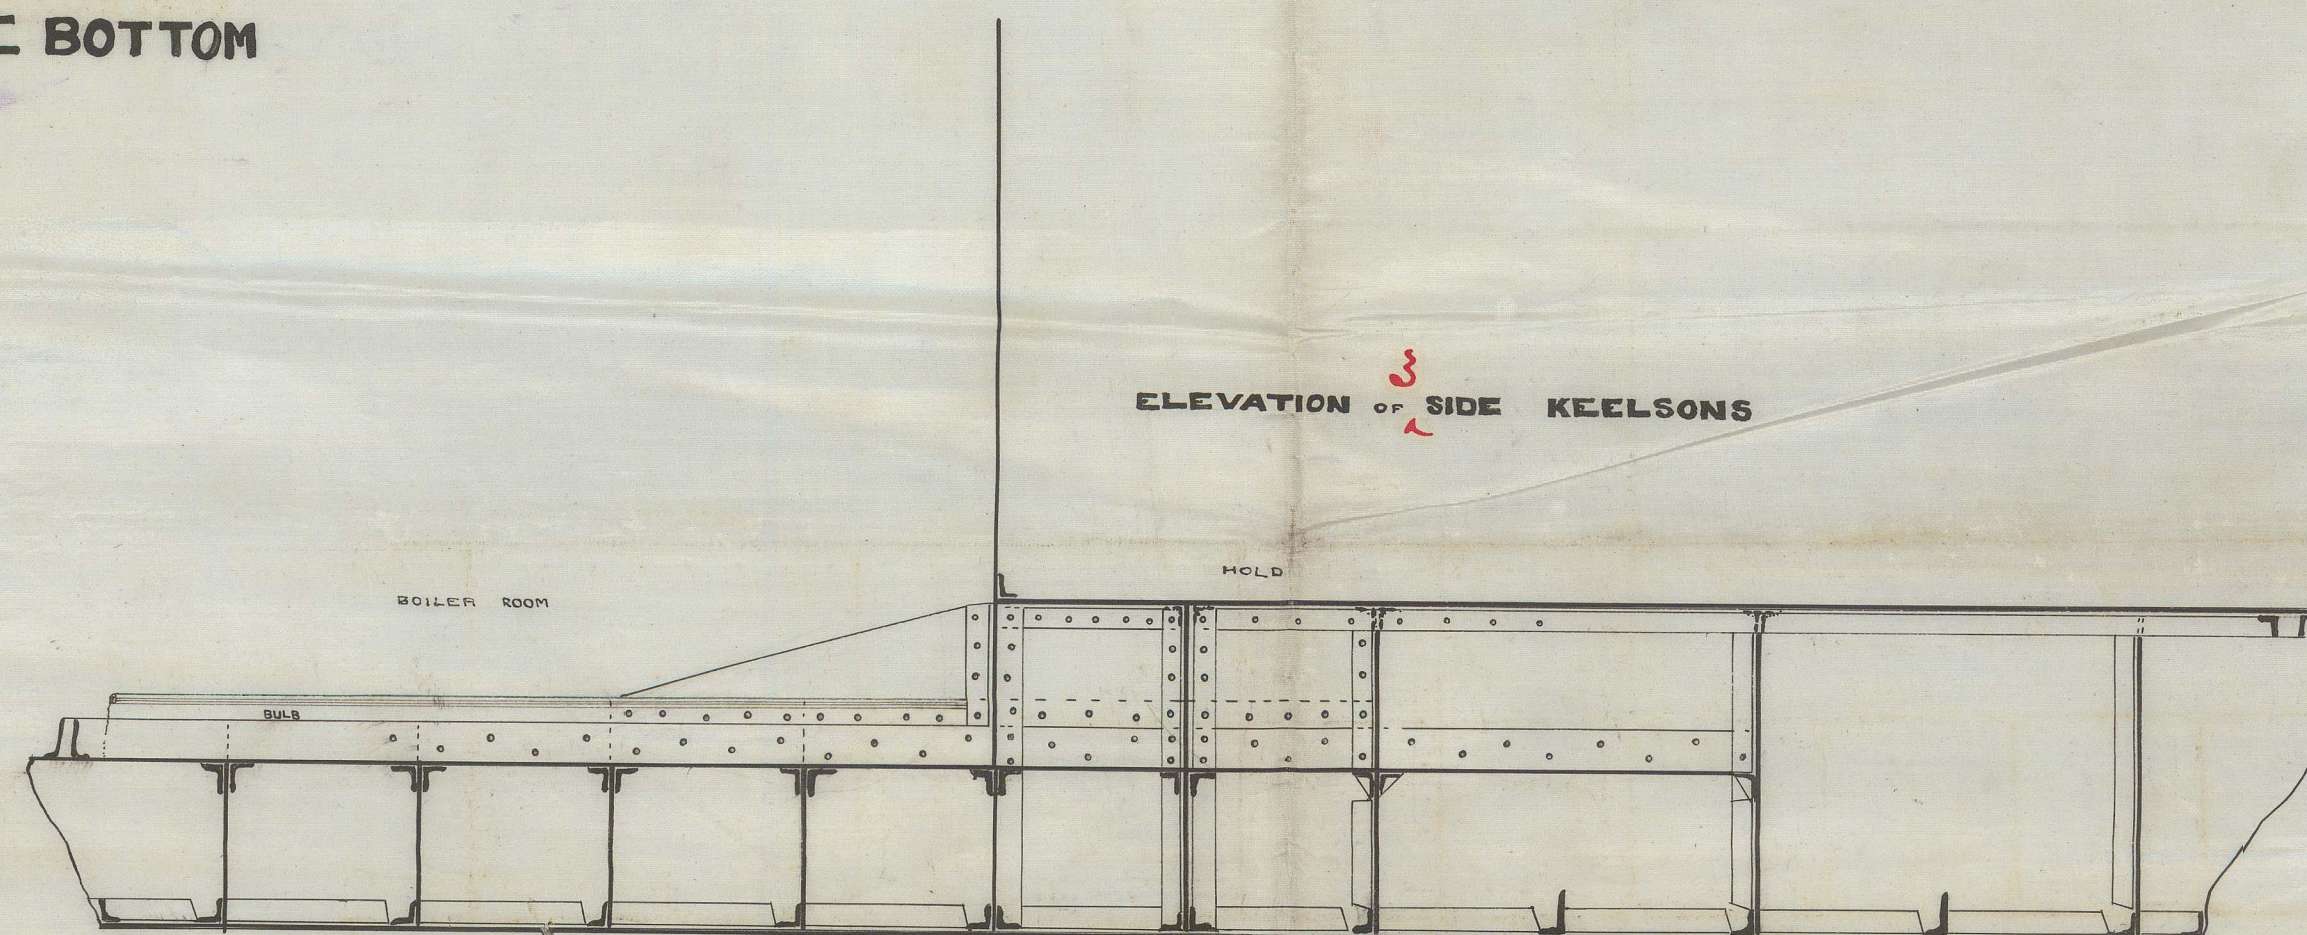 BOTTOM
3
ELEVATION OF SIDE KEELSONS
HOLD
BOILER ROOM
BULB